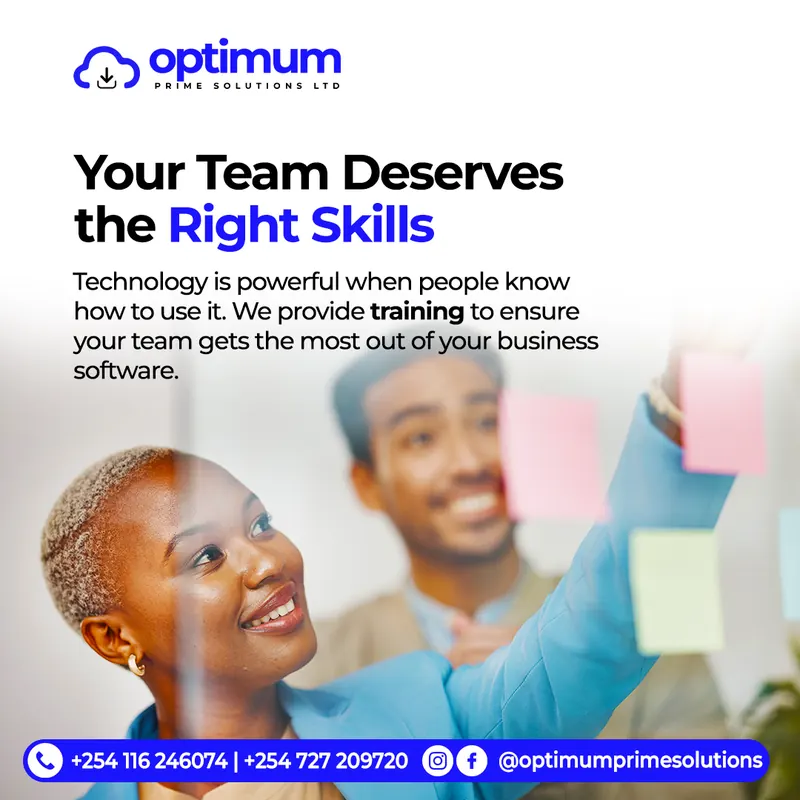 optimum
PRIME SOLUTIONS LTD
Your Team Deserves
the Right Skills
Technology is powerful when people know
how to use it. We provide training to ensure
your team gets the most out of your business
software.
+254 116 246074 | +254 727 209720 @optimumprimesolutions